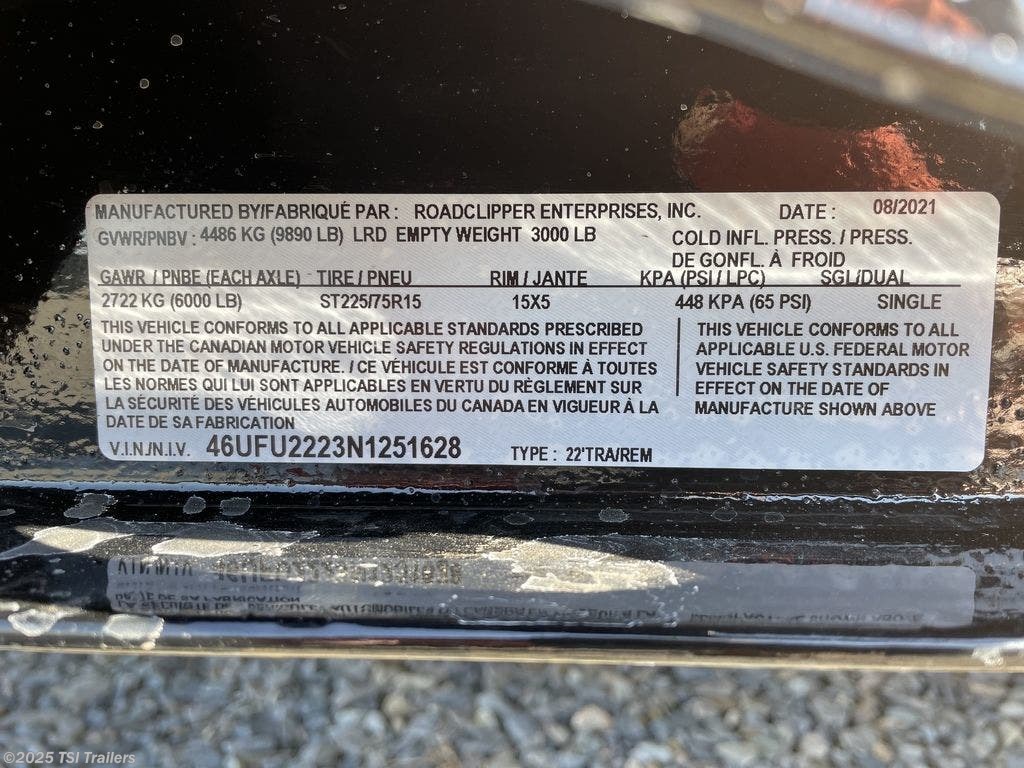 MANUFACTURED BY/FABRIQUÉ PAR : ROADCLIPPER ENTERPRISES, INC. DATE : 08/2021
GVWR/PNBV : 4486 KG (9890 LB) LRD EMPTY WEIGHT 3000 LB
COLD INFL. PRESS. / PRESS.
DE GONFL. À FROID
GAWR / PNBE (EACH AXLE) TIRE / PNEU RIM / JANTE KPA (PSI / LPC) SGL/DUAL
2722 KG (6000 LB) ST225/75R15 15X5 448 KPA (65 PSI) SINGLE
THIS VEHICLE CONFORMS TO ALL APPLICABLE STANDARDS PRESCRIBED
UNDER THE CANADIAN MOTOR VEHICLE SAFETY REGULATIONS IN EFFECT
ON THE DATE OF MANUFACTURE. / CE VÉHICULE EST CONFORME À TOUTES
LES NORMES QUI LUI SONT APPLICABLES EN VERTU DU RÈGLEMENT SUR
LA SÉCURITÉ DES VÉHICULES AUTOMOBILES DU CANADA EN VIGUEUR À LA
DATE DE SA FABRICATION
THIS VEHICLE CONFORMS TO ALL
APPLICABLE U.S. FEDERAL MOTOR
VEHICLE SAFETY STANDARDS IN
EFFECT ON THE DATE OF
MANUFACTURE SHOWN ABOVE
V.I.N./N.I.V. 46UFU2223N1251628 TYPE : 22'TRA/REM
©2025 TSI Trailers